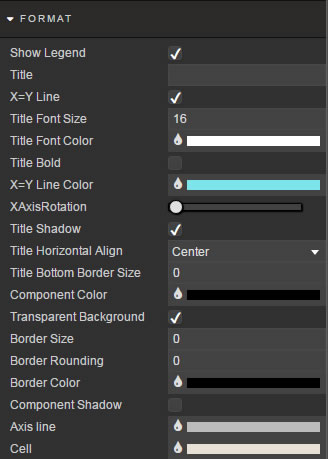 FORMAT
Show Legend
Title
X=Y Line
Title Font Size 16
Title Font Color
Title Bold
X=Y Line Color
XAxisRotation
Title Shadow
Title Horizontal Align Center
Title Bottom Border Size 0
Component Color
Transparent Background
Border Size 0
Border Rounding 0
Border Color
Component Shadow
Axis line
Cell